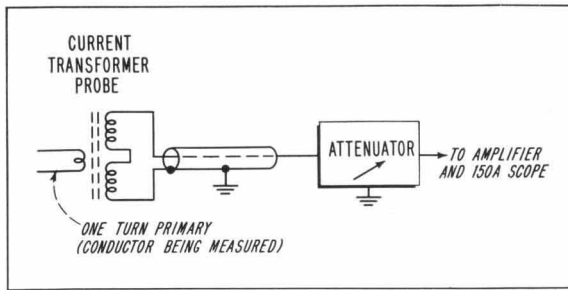 CURRENT
TRANSFORMER
PROBE
ATTENUATOR
TO AMPLIFIER
AND 150A SCOPE
ONE TURN PRIMARY
(CONDUCTOR BEING MEASURED)